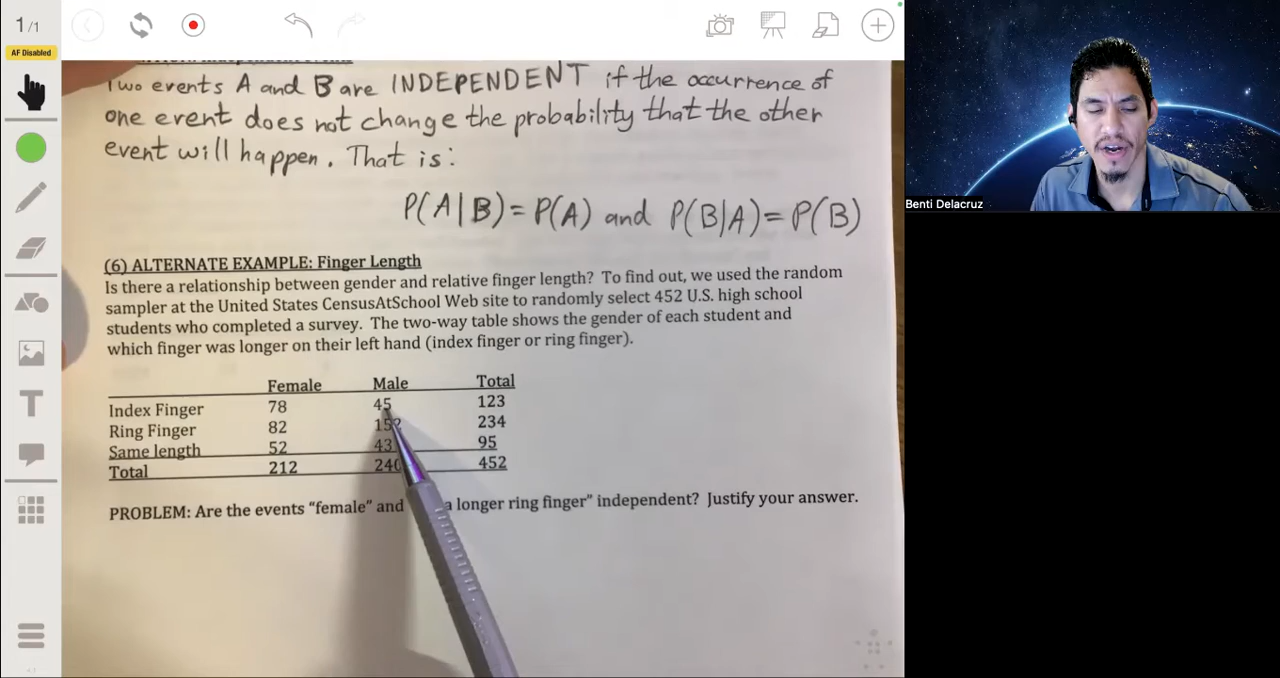 1/1
AF Disabled
Two events A and B are INDEPENDENT if the occurrence of
one event does not change the probability that the other
event will happen. That is:
P(A|B) = P(A) and P(B|A) = P(B)
(6) ALTERNATE EXAMPLE: Finger Length
Is there a relationship between gender and relative finger length? To find out, we used the random
sampler at the United States CensusAtSchool Web site to randomly select 452 U.S. high school
students who completed a survey. The two-way table shows the gender of each student and
which finger was longer on their left hand (index finger or ring finger).
Female Male Total
Index Finger 78 45 123
Ring Finger 82 152 234
Same length 52 43 95
Total 212 240 452
PROBLEM: Are the events “female” and a longer ring finger” independent? Justify your answer.
Benti Delacruz
T